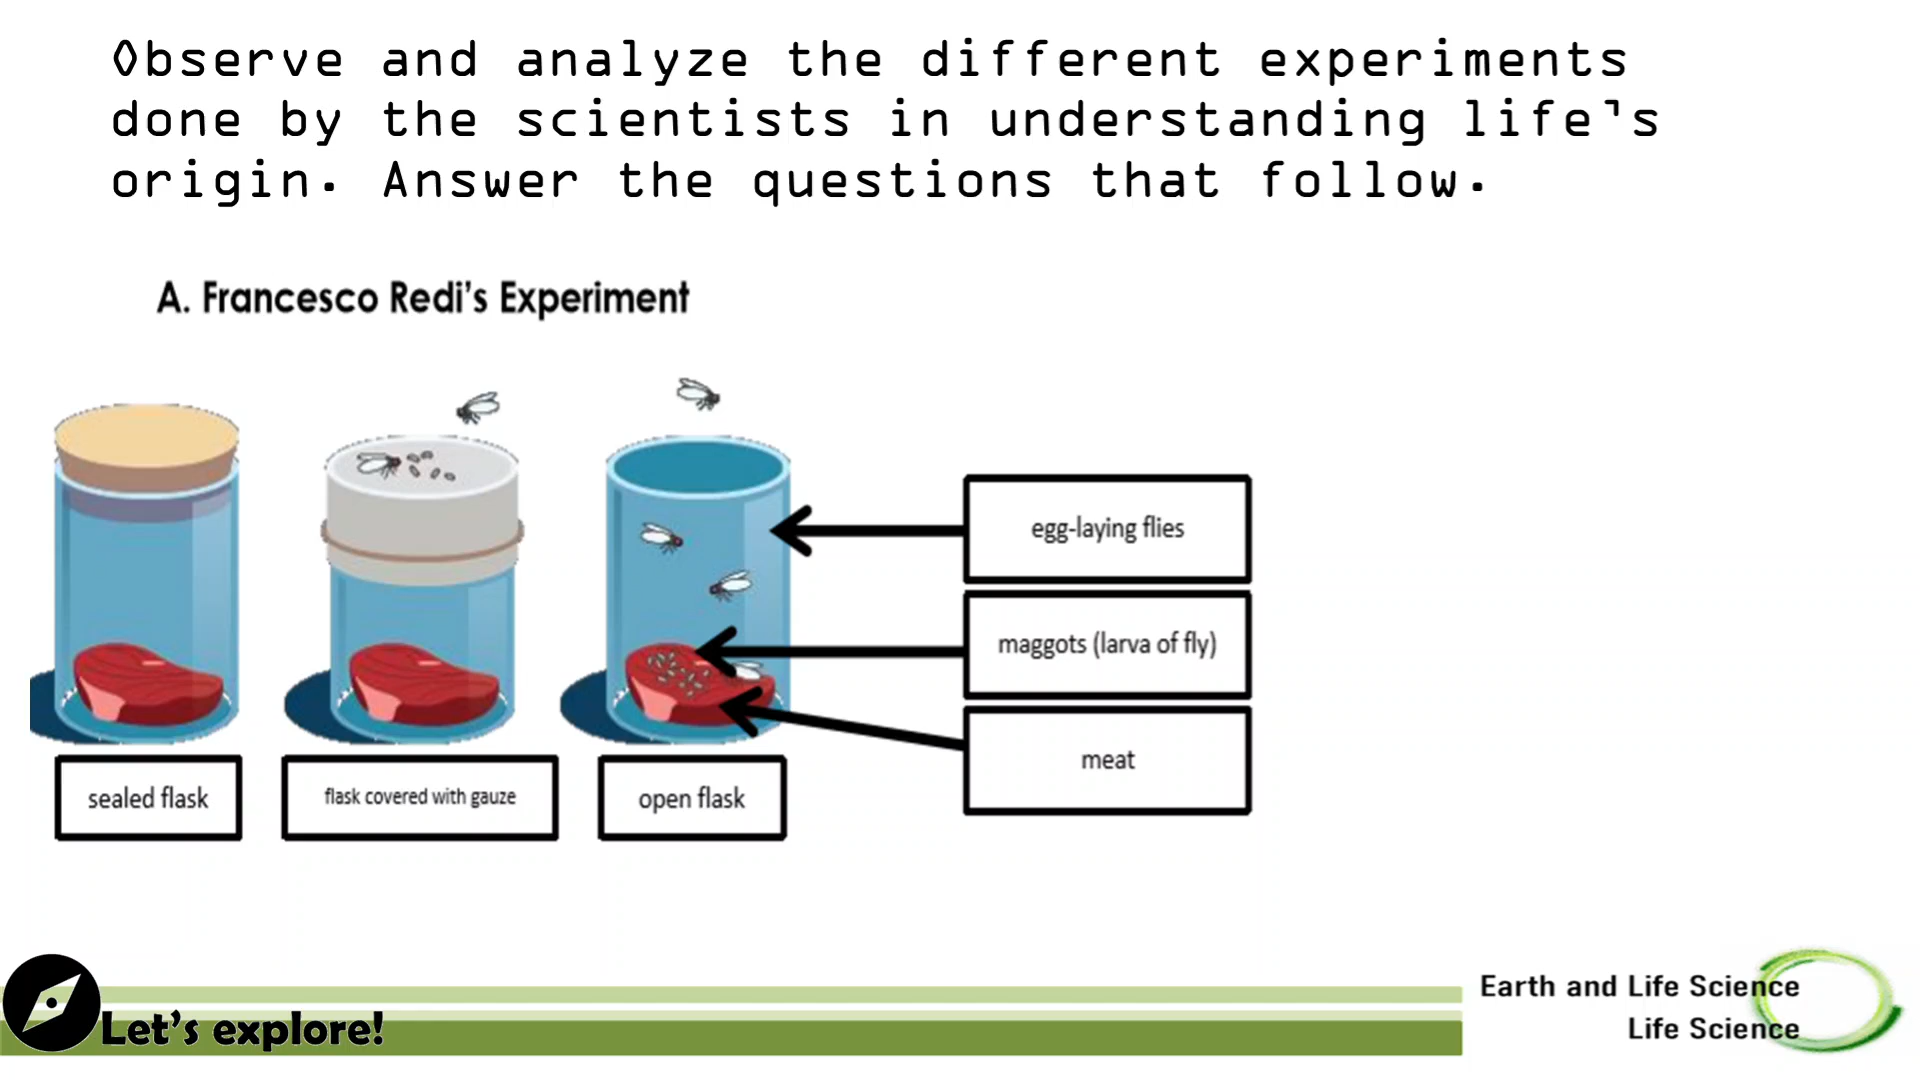 Observe and analyze the different experiments
done by the scientists in understanding life's
origin. Answer the questions that follow.
A. Francesco Redi's Experiment
egg-laying flies
maggots (larva of fly)
meat
sealed flask
flask covered with gauze
open flask
Let's explore!
Earth and Life Science
Life Science